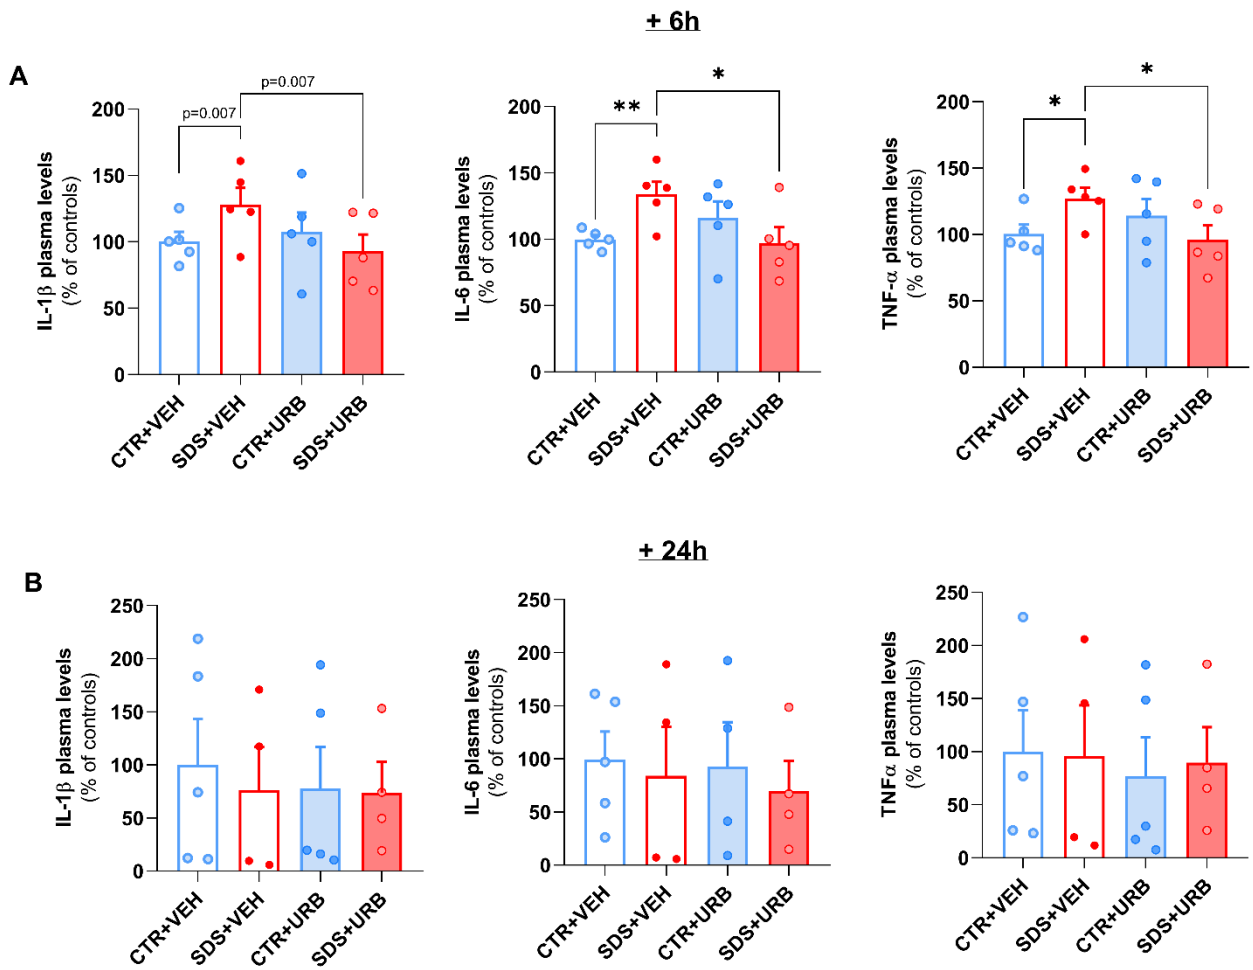 + 6h
A
p=0.007
p=0.007
200
150
100
50
0
IL-1β plasma levels
(% of controls)
CTR+VEH
SDS+VEH
CTR+URB
SDS+URB
**
*
200
150
100
50
0
IL-6 plasma levels
(% of controls)
CTR+VEH
SDS+VEH
CTR+URB
SDS+URB
*
*
200
150
100
50
0
TNF-α plasma levels
(% of controls)
CTR+VEH
SDS+VEH
CTR+URB
SDS+URB
+ 24h
B
250
200
150
100
50
0
IL-1β plasma levels
(% of controls)
CTR+VEH
SDS+VEH
CTR+URB
SDS+URB
250
200
150
100
50
0
IL-6 plasma levels
(% of controls)
CTR+VEH
SDS+VEH
CTR+URB
SDS+URB
250
200
150
100
50
0
TNFα plasma levels
(% of controls)
CTR+VEH
SDS+VEH
CTR+URB
SDS+URB